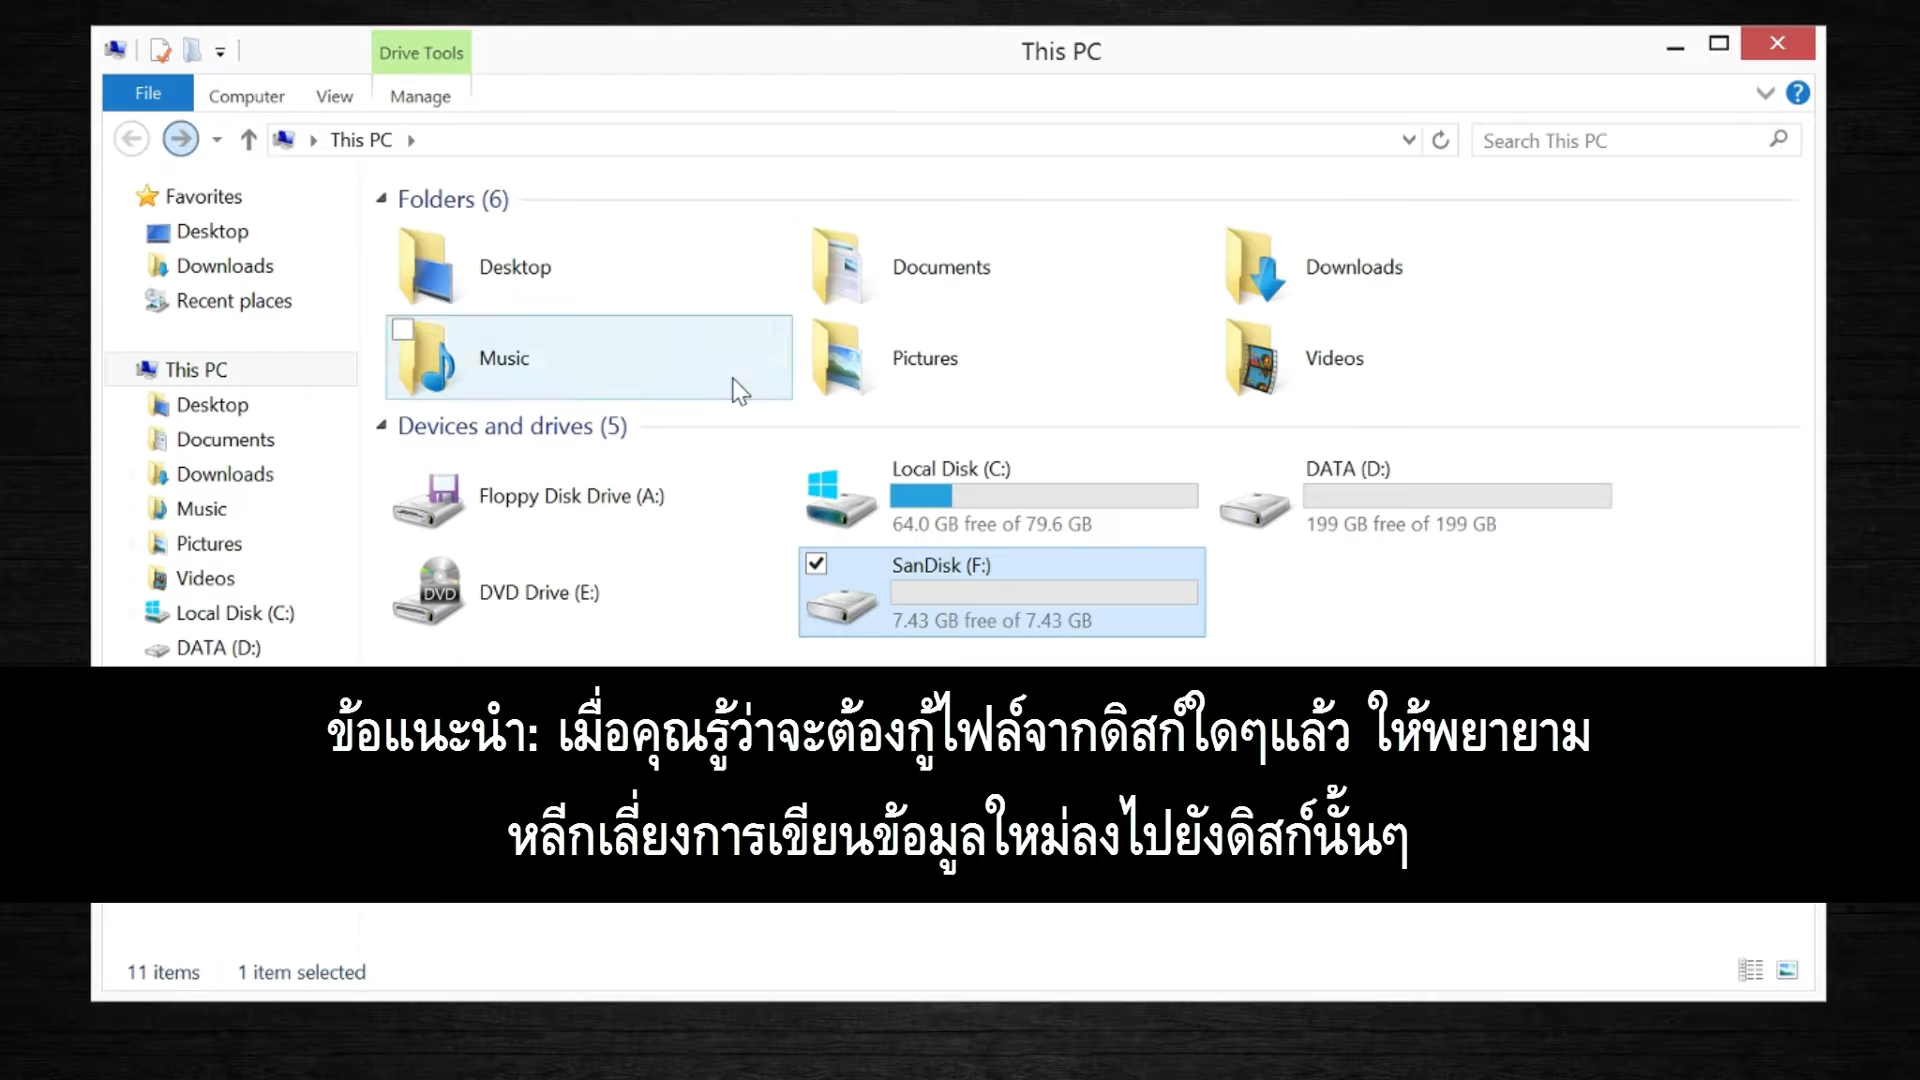 Drive Tools
This PC
File
Computer
View
Manage
This PC
Search This PC
Favorites
Desktop
Downloads
Recent places
This PC
Desktop
Documents
Downloads
Music
Pictures
Videos
Local Disk (C:)
DATA (D:)
Folders (6)
Desktop
Documents
Downloads
Music
Pictures
Videos
Devices and drives (5)
Floppy Disk Drive (A:)
Local Disk (C:)
64.0 GB free of 79.6 GB
DATA (D:)
199 GB free of 199 GB
DVD
DVD Drive (E:)
SanDisk (F:)
7.43 GB free of 7.43 GB
ข้อแนะนำ: เมื่อคุณรู้ว่าจะต้องกู้ไฟล์จากดิสก์ใดๆแล้ว ให้พยายาม
หลีกเลี่ยงการเขียนข้อมูลใหม่ลงไปยังดิสก์นั้นๆ
11 items
1 item selected